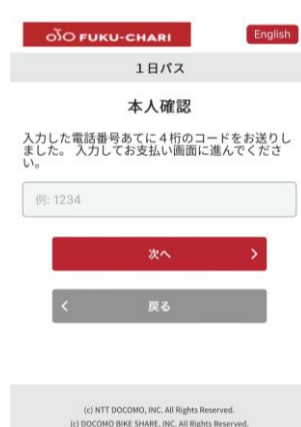 FUKU-CHARI
English
１日パス
本人確認
入力した電話番号あてに４桁のコードをお送りし
ました。 入力してお支払い画面に進んでくださ
い。
例: 1234
次へ
戻る
(c) NTT DOCOMO, INC. All Rights Reserved.
(c) DOCOMO BIKE SHARE, INC. All Rights Reserved.